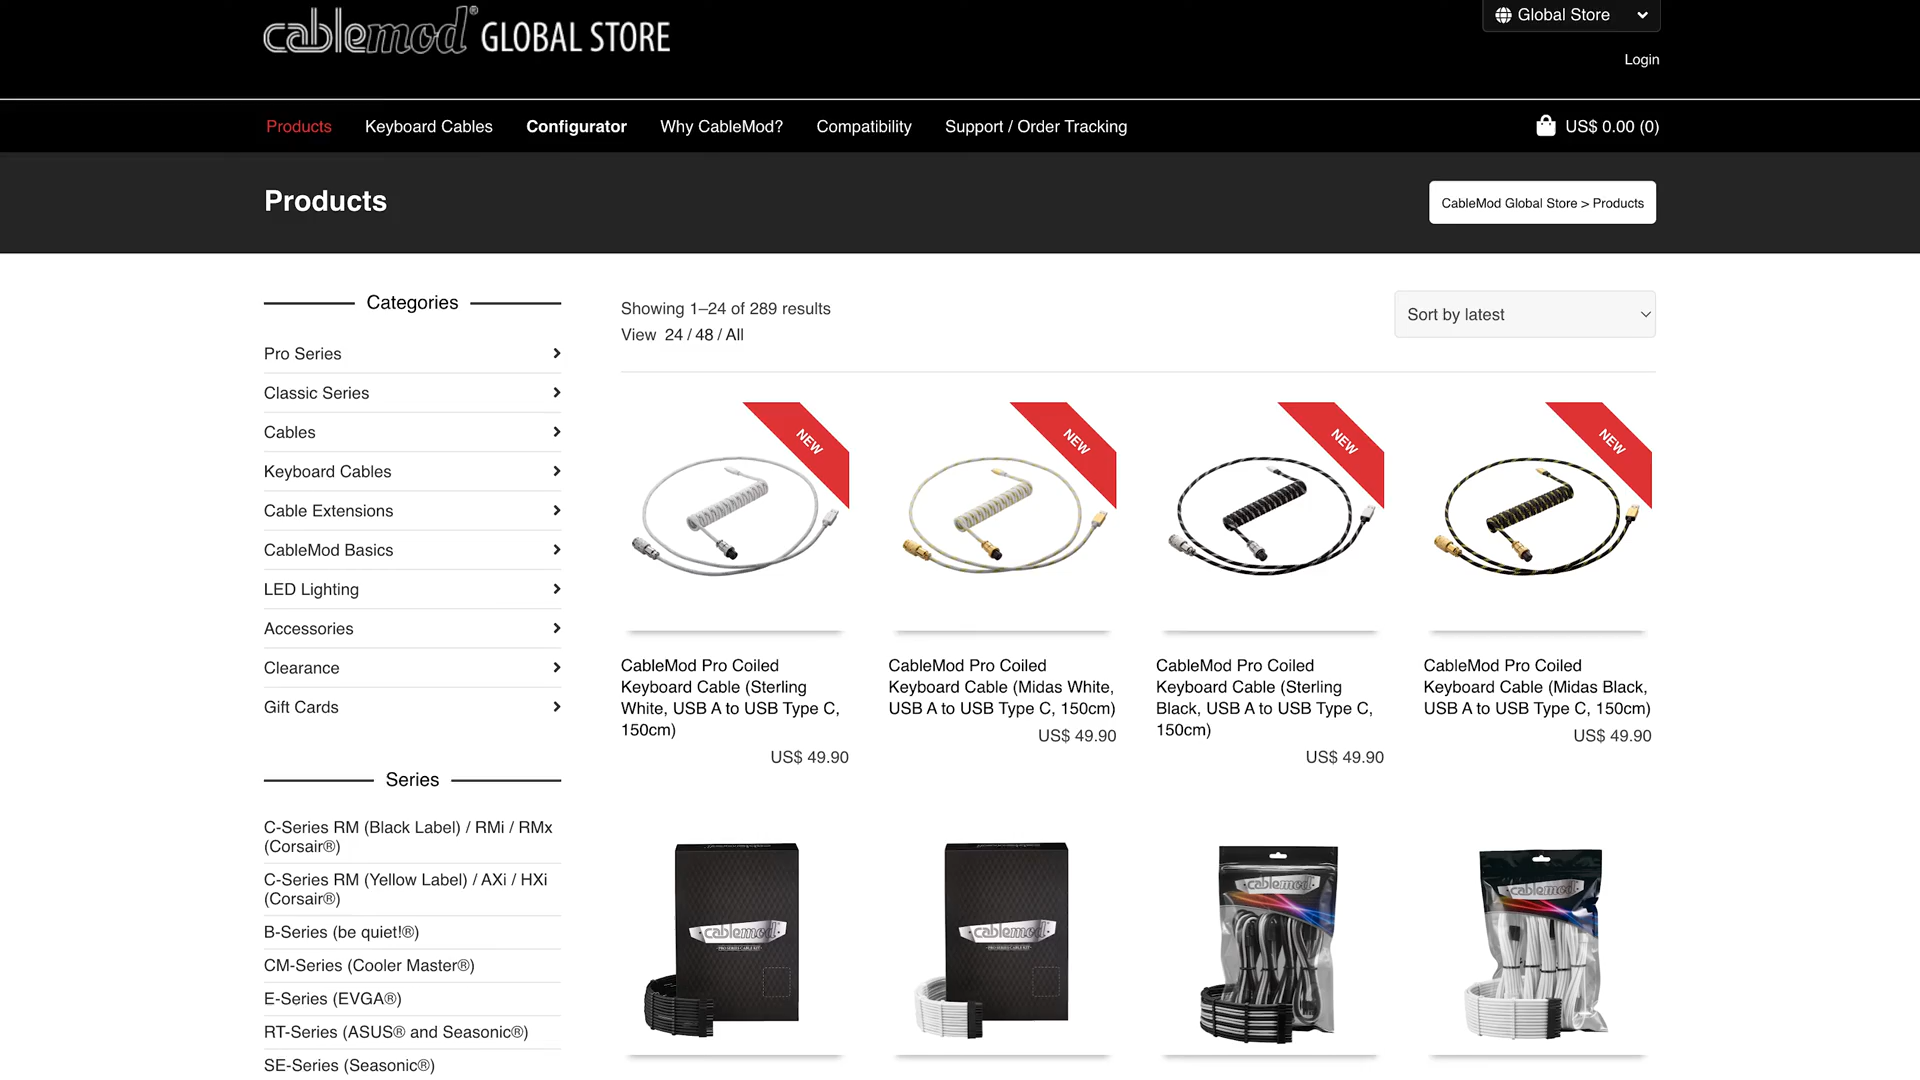 cablemod® GLOBAL STORE
Global Store
Login
Products
Keyboard Cables
Configurator
Why CableMod?
Compatibility
Support / Order Tracking
US$ 0.00 (0)
Products
CableMod Global Store > Products
Categories
Pro Series
Classic Series
Cables
Keyboard Cables
Cable Extensions
CableMod Basics
LED Lighting
Accessories
Clearance
Gift Cards
Series
C-Series RM (Black Label) / RMi / RMx
(Corsair®)
C-Series RM (Yellow Label) / AXi / HXi
(Corsair®)
B-Series (be quiet!®)
CM-Series (Cooler Master®)
E-Series (EVGA®)
RT-Series (ASUS® and Seasonic®)
SE-Series (Seasonic®)
Showing 1–24 of 289 results
View 24 / 48 / All
Sort by latest
NEW
NEW
NEW
NEW
CableMod Pro Coiled
Keyboard Cable (Sterling
White, USB A to USB Type C,
150cm)
US$ 49.90
CableMod Pro Coiled
Keyboard Cable (Midas White,
USB A to USB Type C, 150cm)
US$ 49.90
CableMod Pro Coiled
Keyboard Cable (Sterling
Black, USB A to USB Type C,
150cm)
US$ 49.90
CableMod Pro Coiled
Keyboard Cable (Midas Black,
USB A to USB Type C, 150cm)
US$ 49.90
cablemod
PRO SERIES CABLE KIT
cablemod
PRO SERIES CABLE KIT
cablemod
cablemod